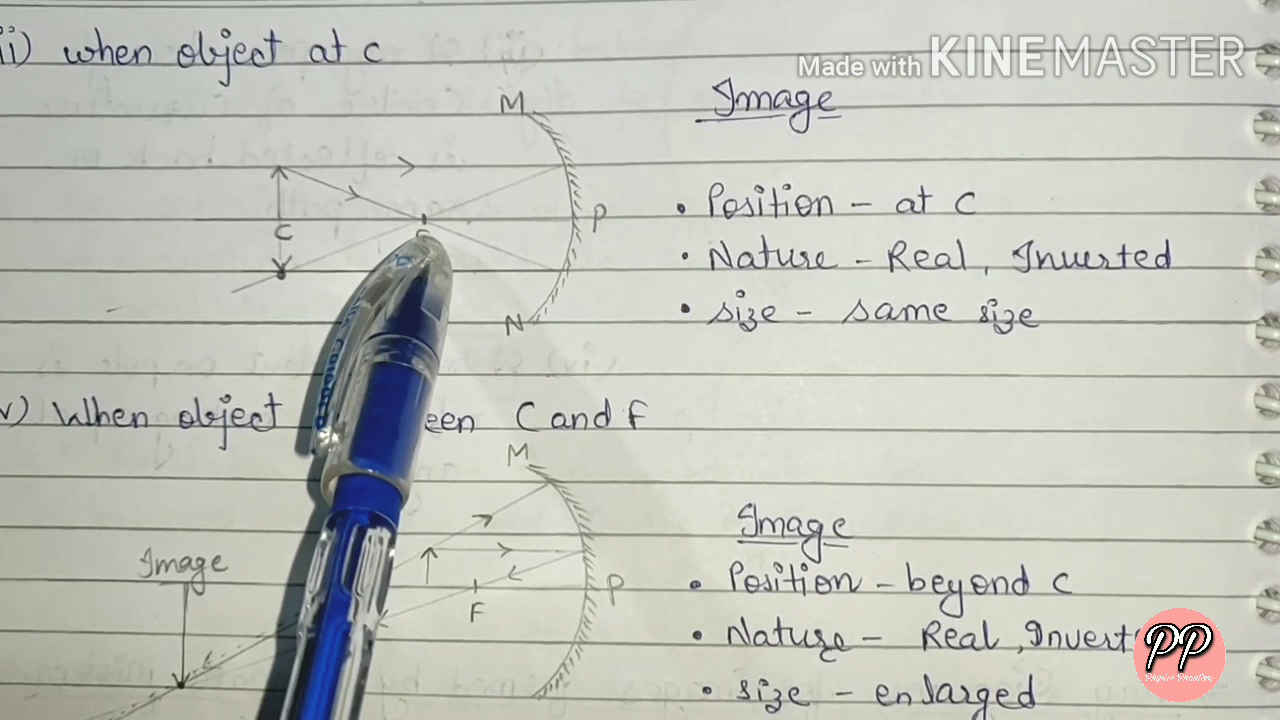 ii) when object at c
Made with KINEMASTER
M
Image
C
P
N
• Position - at C
• Nature - Real, Inverted
• size - same size
v) When object een C and F
M
Image
F
P
Image
• Position - beyond C
• Nature - Real, Invert
• size - enlarged
PP